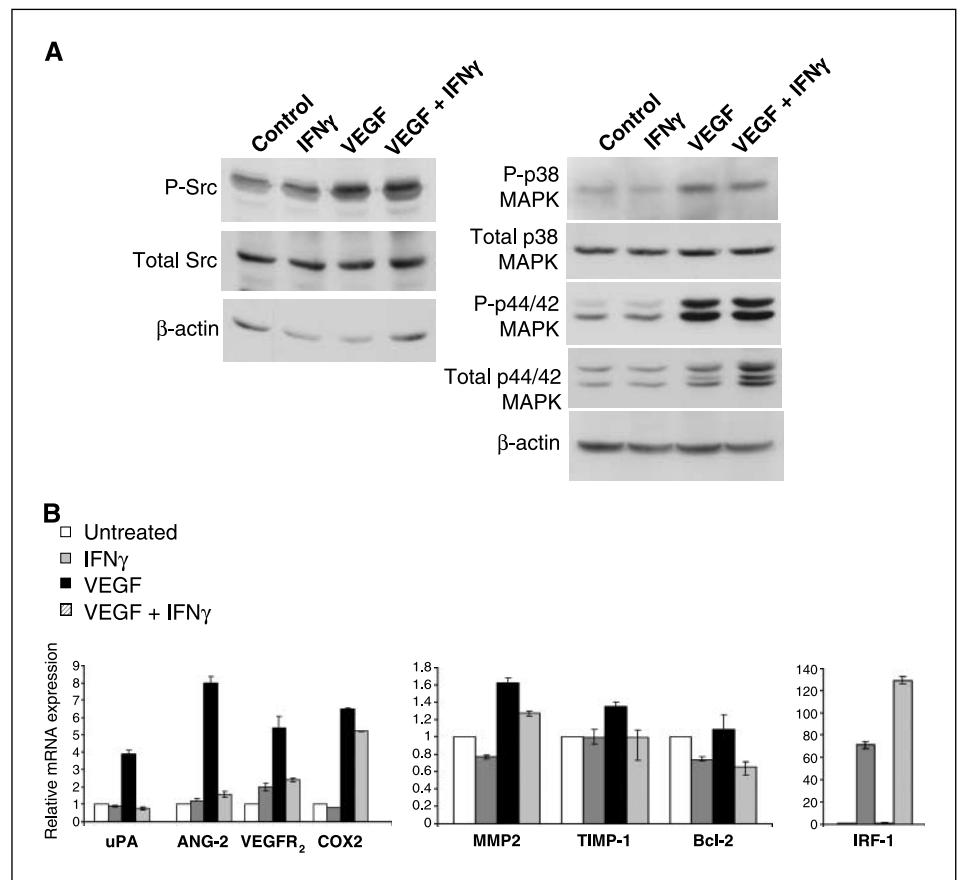 A
Control IFNγ VEGF VEGF + IFNγ
P-Src
Total Src
β-actin
Control IFNγ VEGF VEGF + IFNγ
P-p38
MAPK
Total p38
MAPK
P-p44/42
MAPK
Total p44/42
MAPK
β-actin
B
Untreated
IFNγ
VEGF
VEGF + IFNγ
Relative mRNA expression
9
8
7
6
5
4
3
2
1
0
uPA ANG-2 VEGFR2 COX2
1.8
1.6
1.4
1.2
1
0.8
0.6
0.4
0.2
0
MMP2 TIMP-1 Bcl-2
140
120
100
80
60
40
20
0
IRF-1